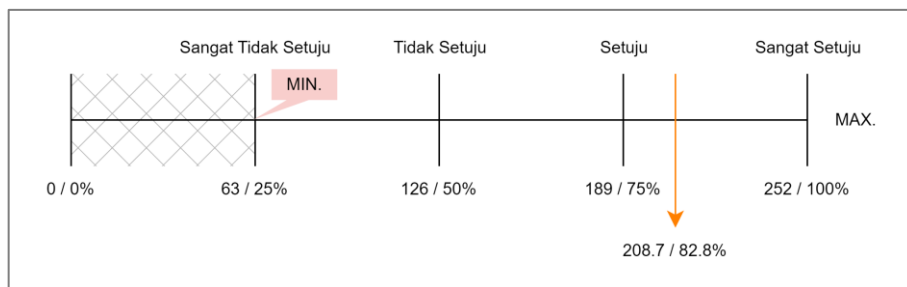 Sangat Tidak Setuju
Tidak Setuju
Setuju
Sangat Setuju
MIN.
MAX.
0 / 0%
63 / 25%
126 / 50%
189 / 75%
252 / 100%
208.7 / 82.8%